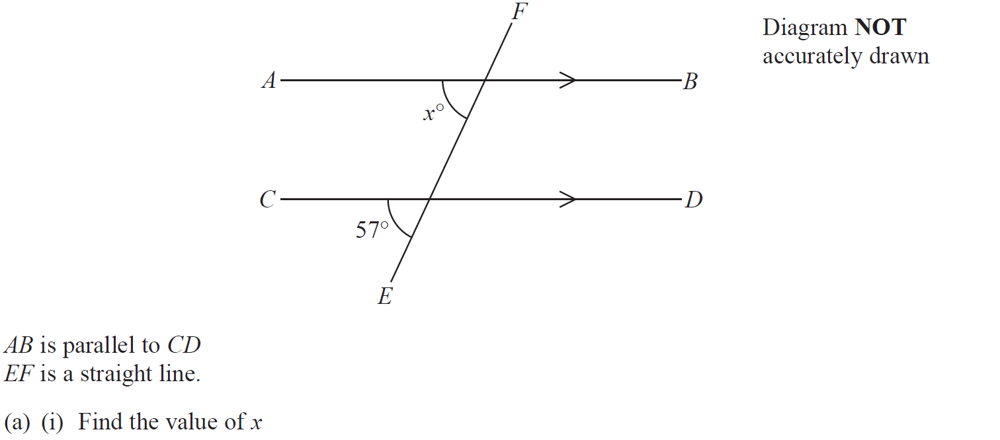 F
Diagram NOT
accurately drawn
A
B
x°
C
D
57°
E
AB is parallel to CD
EF is a straight line.
(a) (i) Find the value of x